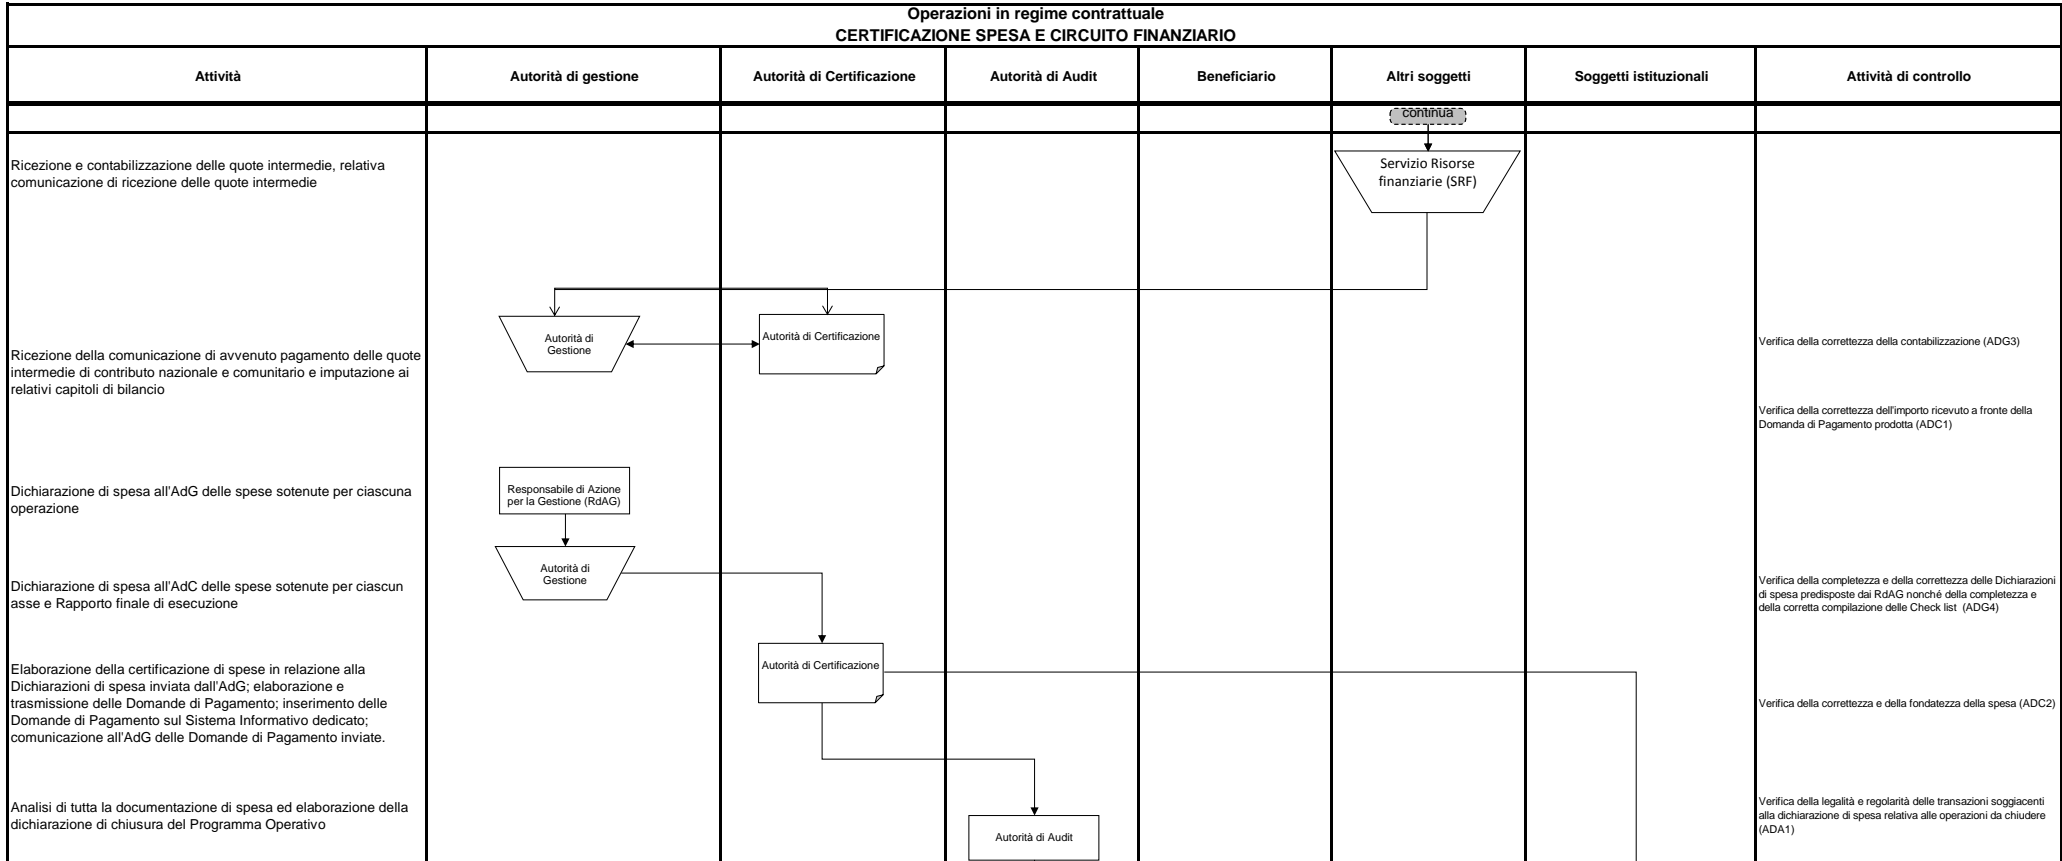 Operazioni in regime contrattuale
CERTIFICAZIONE SPESA E CIRCUITO FINANZIARIO
Attività
Autorità di gestione
Autorità di Certificazione
Autorità di Audit
Beneficiario
Altri soggetti
Soggetti istituzionali
Attività di controllo
continua
Ricezione e contabilizzazione delle quote intermedie, relativa
comunicazione di ricezione delle quote intermedie
Servizio Risorse
finanziarie (SRF)
Ricezione della comunicazione di avvenuto pagamento delle quote
intermedie di contributo nazionale e comunitario e imputazione ai
relativi capitoli di bilancio
Autorità di
Gestione
Autorità di Certificazione
Verifica della correttezza della contabilizzazione (ADG3)
Verifica della correttezza dell'importo ricevuto a fronte della
Domanda di Pagamento prodotta (ADC1)
Dichiarazione di spesa all'AdG delle spese sotenute per ciascuna
operazione
Responsabile di Azione
per la Gestione (RdAG)
Dichiarazione di spesa all'AdC delle spese sotenute per ciascun
asse e Rapporto finale di esecuzione
Autorità di
Gestione
Verifica della completezza e della correttezza delle Dichiarazioni
di spesa predisposte dai RdAG nonché della completezza e
della corretta compilazione delle Check list  (ADG4)
Elaborazione della certificazione di spese in relazione alla
Dichiarazioni di spesa inviata dall'AdG; elaborazione e
trasmissione delle Domande di Pagamento; inserimento delle
Domande di Pagamento sul Sistema Informativo dedicato;
comunicazione all'AdG delle Domande di Pagamento inviate.
Autorità di Certificazione
Verifica della correttezza e della fondatezza della spesa (ADC2)
Analisi di tutta la documentazione di spesa ed elaborazione della
dichiarazione di chiusura del Programma Operativo
Autorità di Audit
Verifica della legalità e regolarità delle transazioni soggiacenti
alla dichiarazione di spesa relativa alle operazioni da chiudere
(ADA1)